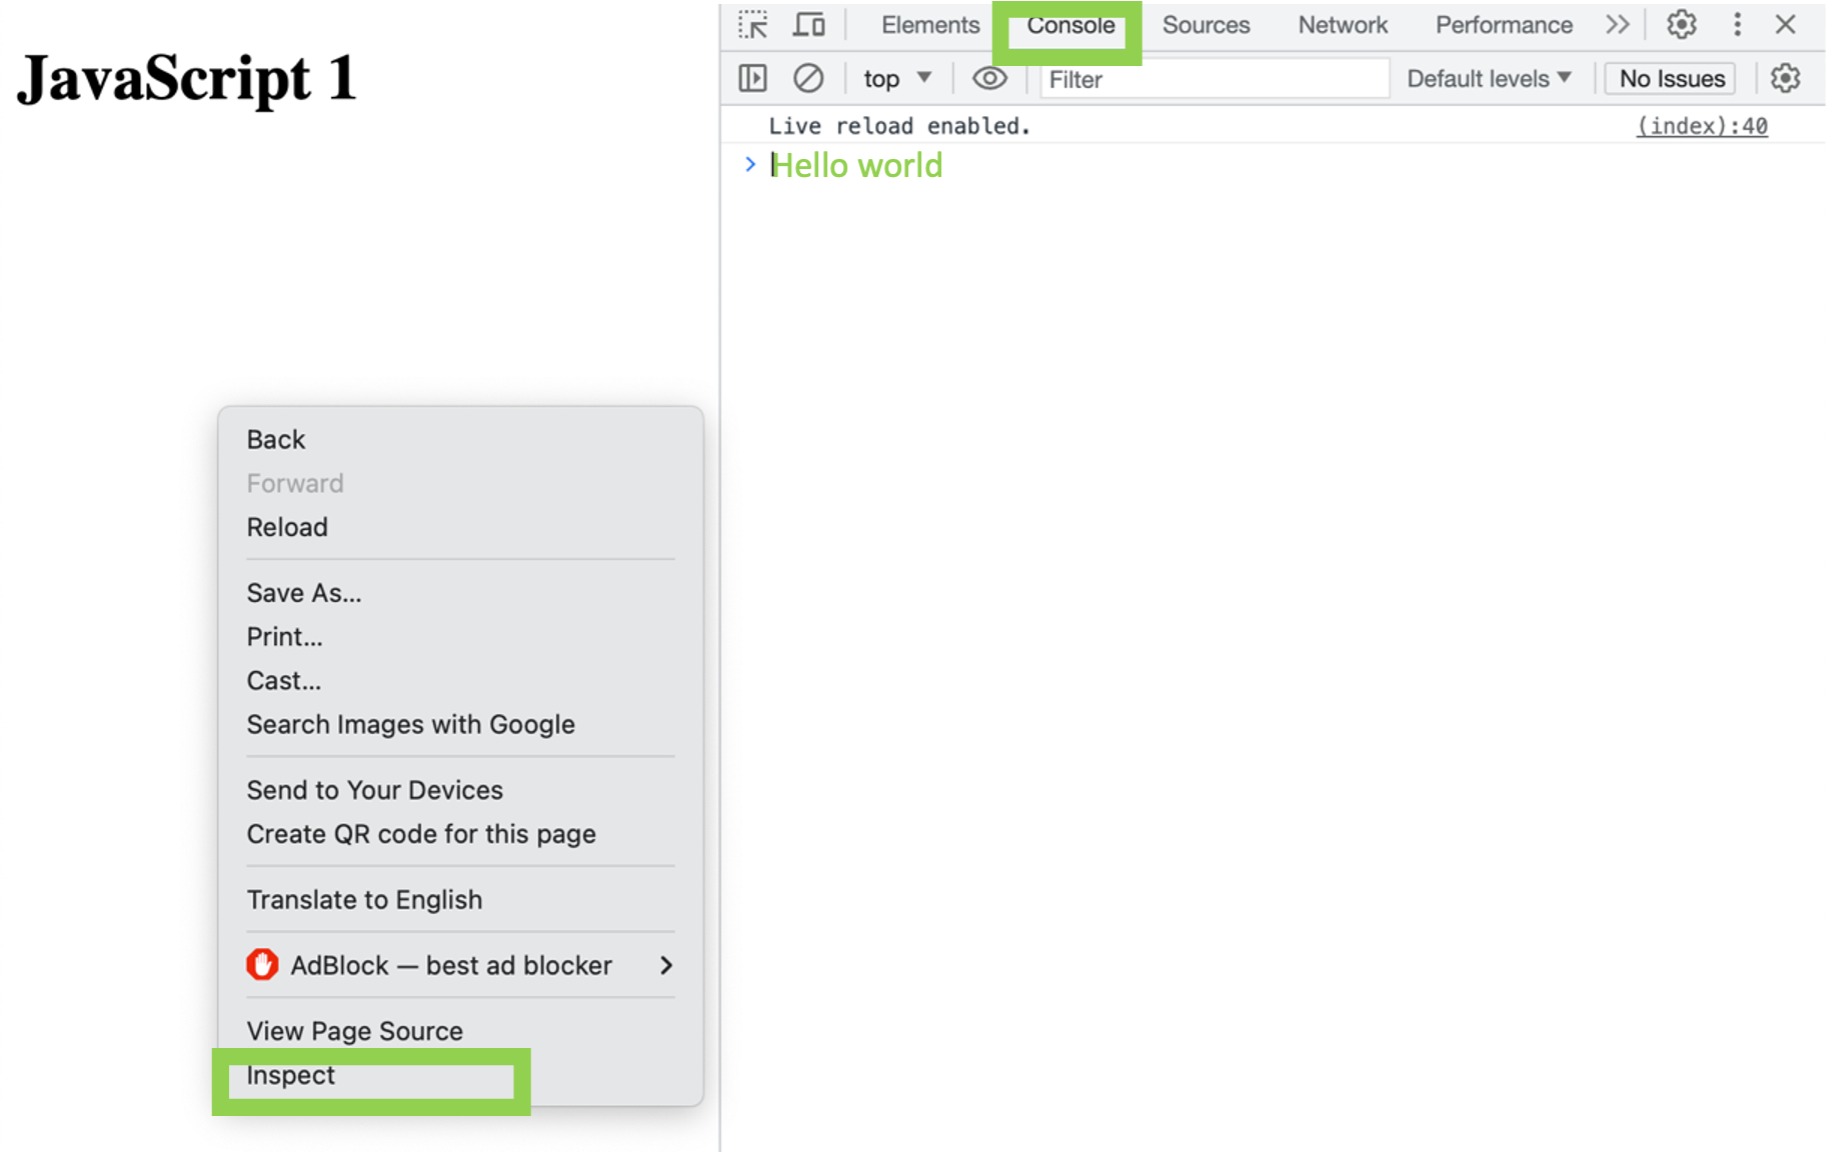 JavaScript 1
Elements Console Sources Network Performance
top Filter Default levels No Issues
Live reload enabled. (index):40
Hello world
Back
Forward
Reload
Save As...
Print...
Cast...
Search Images with Google
Send to Your Devices
Create QR code for this page
Translate to English
AdBlock — best ad blocker
View Page Source
Inspect